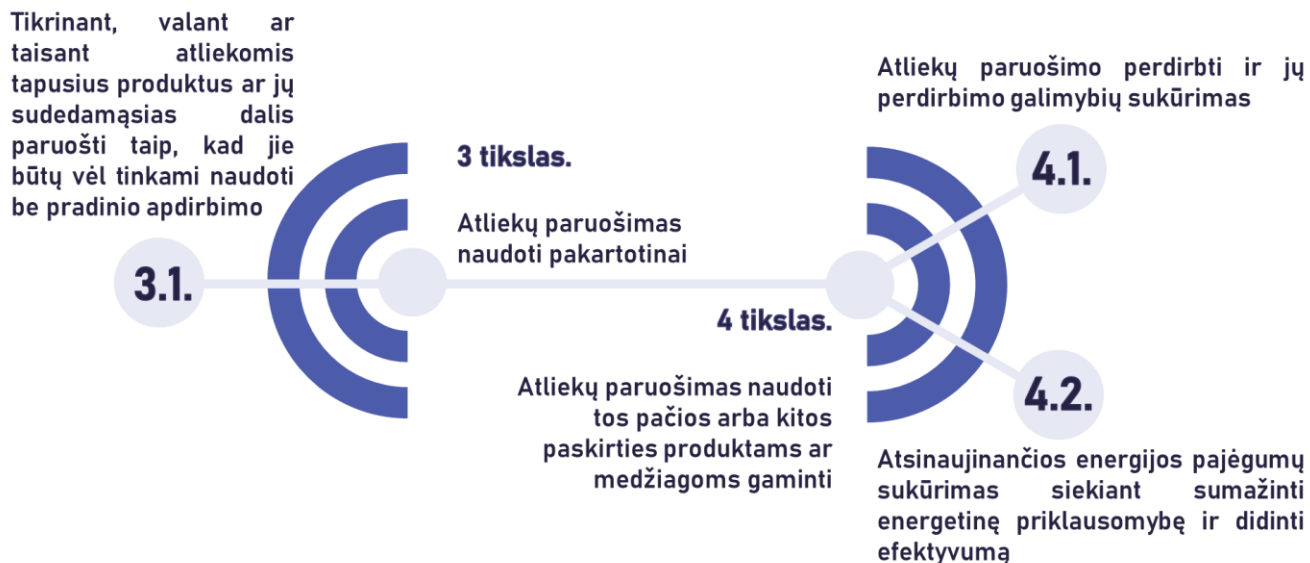 Tikrinant, valant ar
taisant atliekomis
tapusius produktus ar jų
sudedamąsias dalis
paruošti taip, kad jie
būtų vėl tinkami naudoti
be pradinio apdirbimo
3.1.
3 tikslas.
Atliekų paruošimas
naudoti pakartotinai
4 tikslas.
Atliekų paruošimas naudoti
tos pačios arba kitos
paskirties produktams ar
medžiagoms gaminti
Atliekų paruošimo perdirbti ir jų
perdirbimo galimybių sukūrimas
4.1.
4.2.
Atsinaujinančios energijos pajėgumų
sukūrimas siekiant sumažinti
energetinę priklausomybę ir didinti
efektyvumą